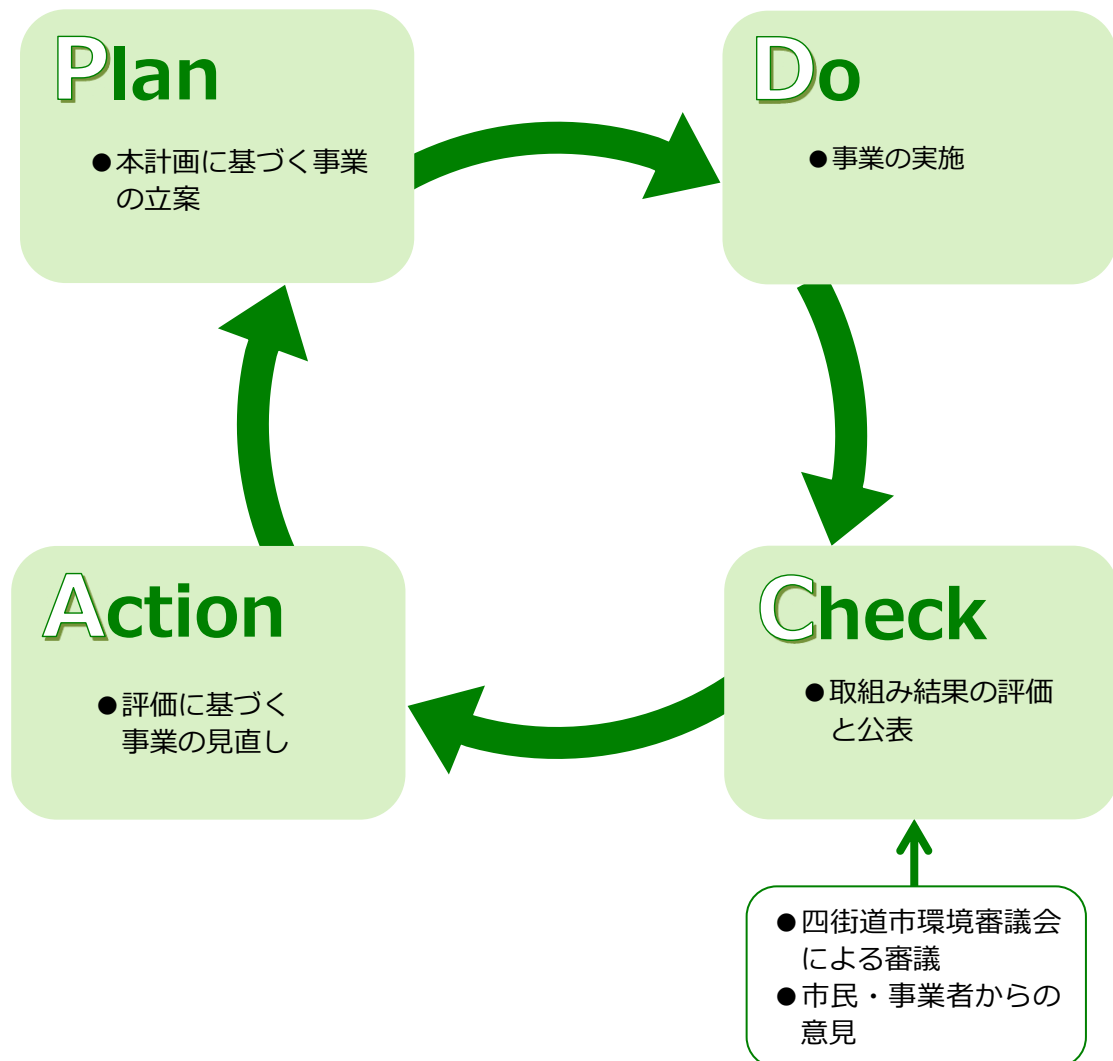 Plan
●本計画に基づく事業
の立案
Do
●事業の実施
Action
●評価に基づく
事業の見直し
Check
●取組み結果の評価
と公表
●四街道市環境審議会
による審議
●市民・事業者からの
意見